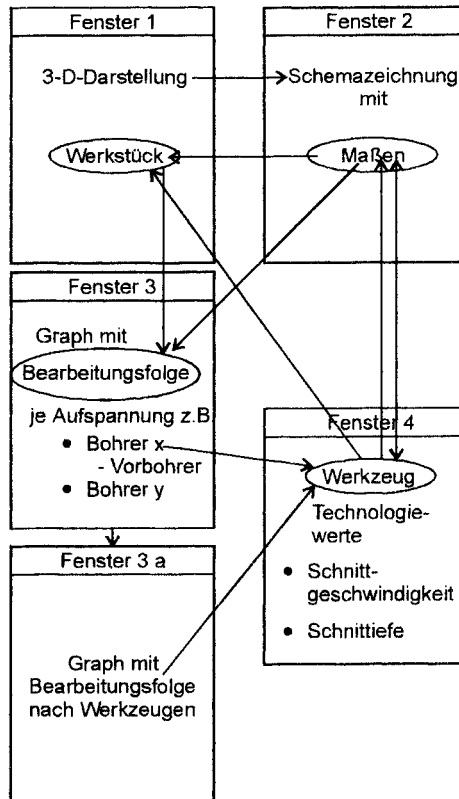 Fenster 1
3-D-Darstellung
Werkstück
Fenster 2
Schemazeichnung
mit
Maßen
Fenster 3
Graph mit
Bearbeitungsfolge
je Aufspannung z.B.
• Bohrer x
- Vorbohrer
• Bohrer y
Fenster 4
Werkzeug
Technologie-
werte
• Schnitt-
geschwindigkeit
• Schnittiefe
Fenster 3 a
Graph mit
Bearbeitungsfolge
nach Werkzeugen